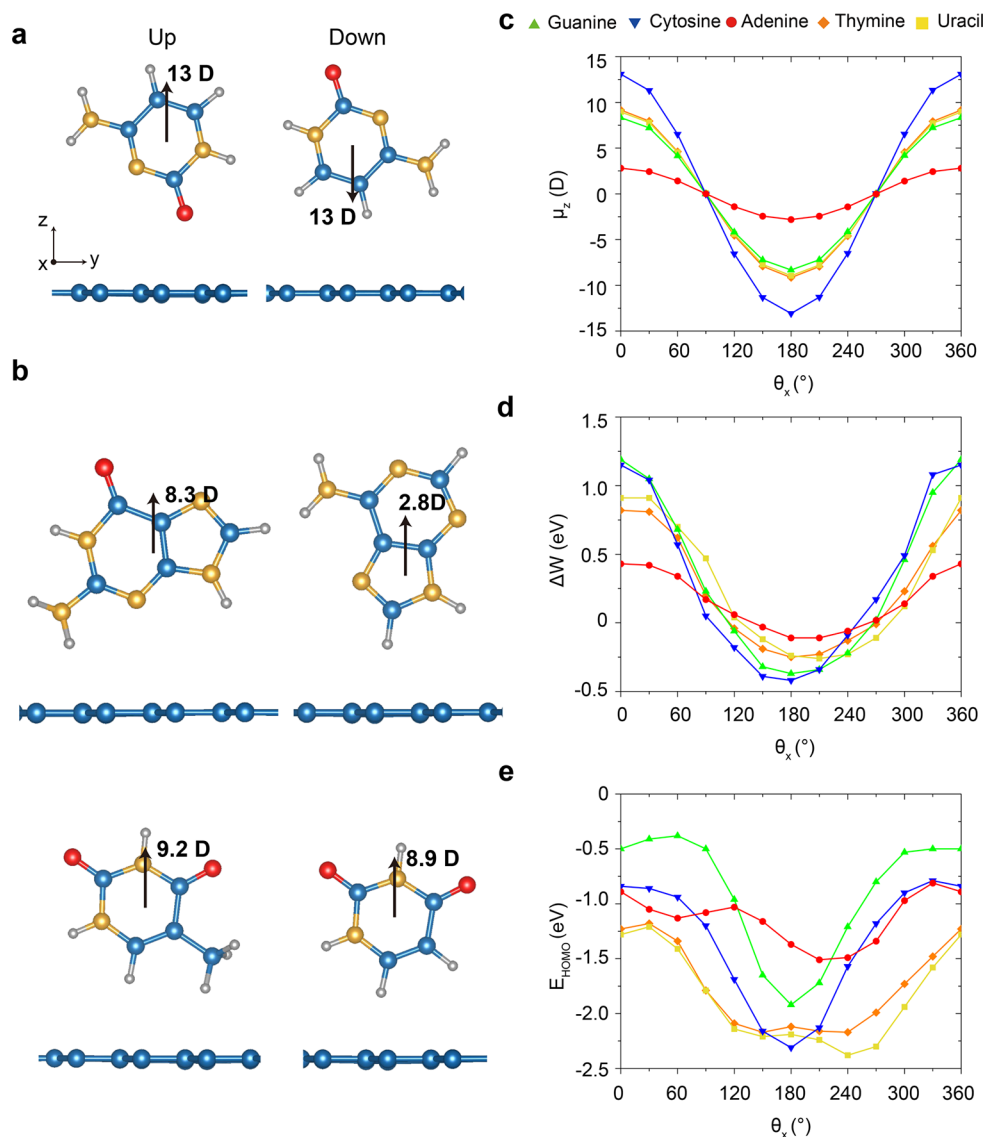 a
Up
Down
13 D
13 D
z
x
y
b
8.3 D
2.8D
9.2 D
8.9 D
c
Guanine Cytosine Adenine Thymine Uracil
15
10
5
0
-5
-10
-15
μz (D)
0 60 120 180 240 300 360
θx (°)
d
1.5
1.0
0.5
0
-0.5
ΔW (eV)
0 60 120 180 240 300 360
θx (°)
e
0
-0.5
-1.0
-1.5
-2.0
-2.5
EHOMO (eV)
0 60 120 180 240 300 360
θx (°)